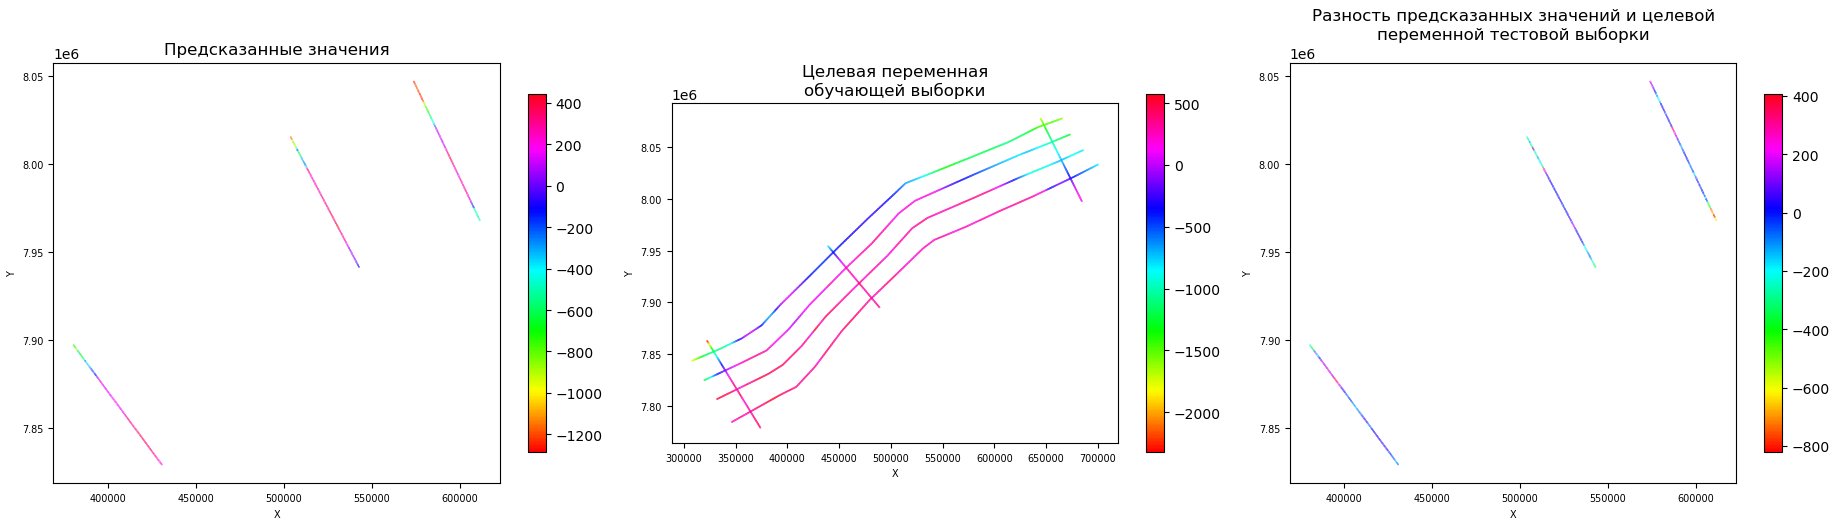 Предсказанные значения
1e6
8.05
8.00
7.95
7.90
7.85
Y
400000 450000 500000 550000 600000
X
400
200
0
−200
−400
−600
−800
−1000
−1200
Целевая переменная
обучающей выборки
1e6
8.05
8.00
7.95
7.90
7.85
7.80
Y
300000 350000 400000 450000 500000 550000 600000 650000 700000
X
500
0
−500
−1000
−1500
−2000
Разность предсказанных значений и целевой
переменной тестовой выборки
1e6
8.05
8.00
7.95
7.90
7.85
Y
400000 450000 500000 550000 600000
X
400
200
0
−200
−400
−600
−800